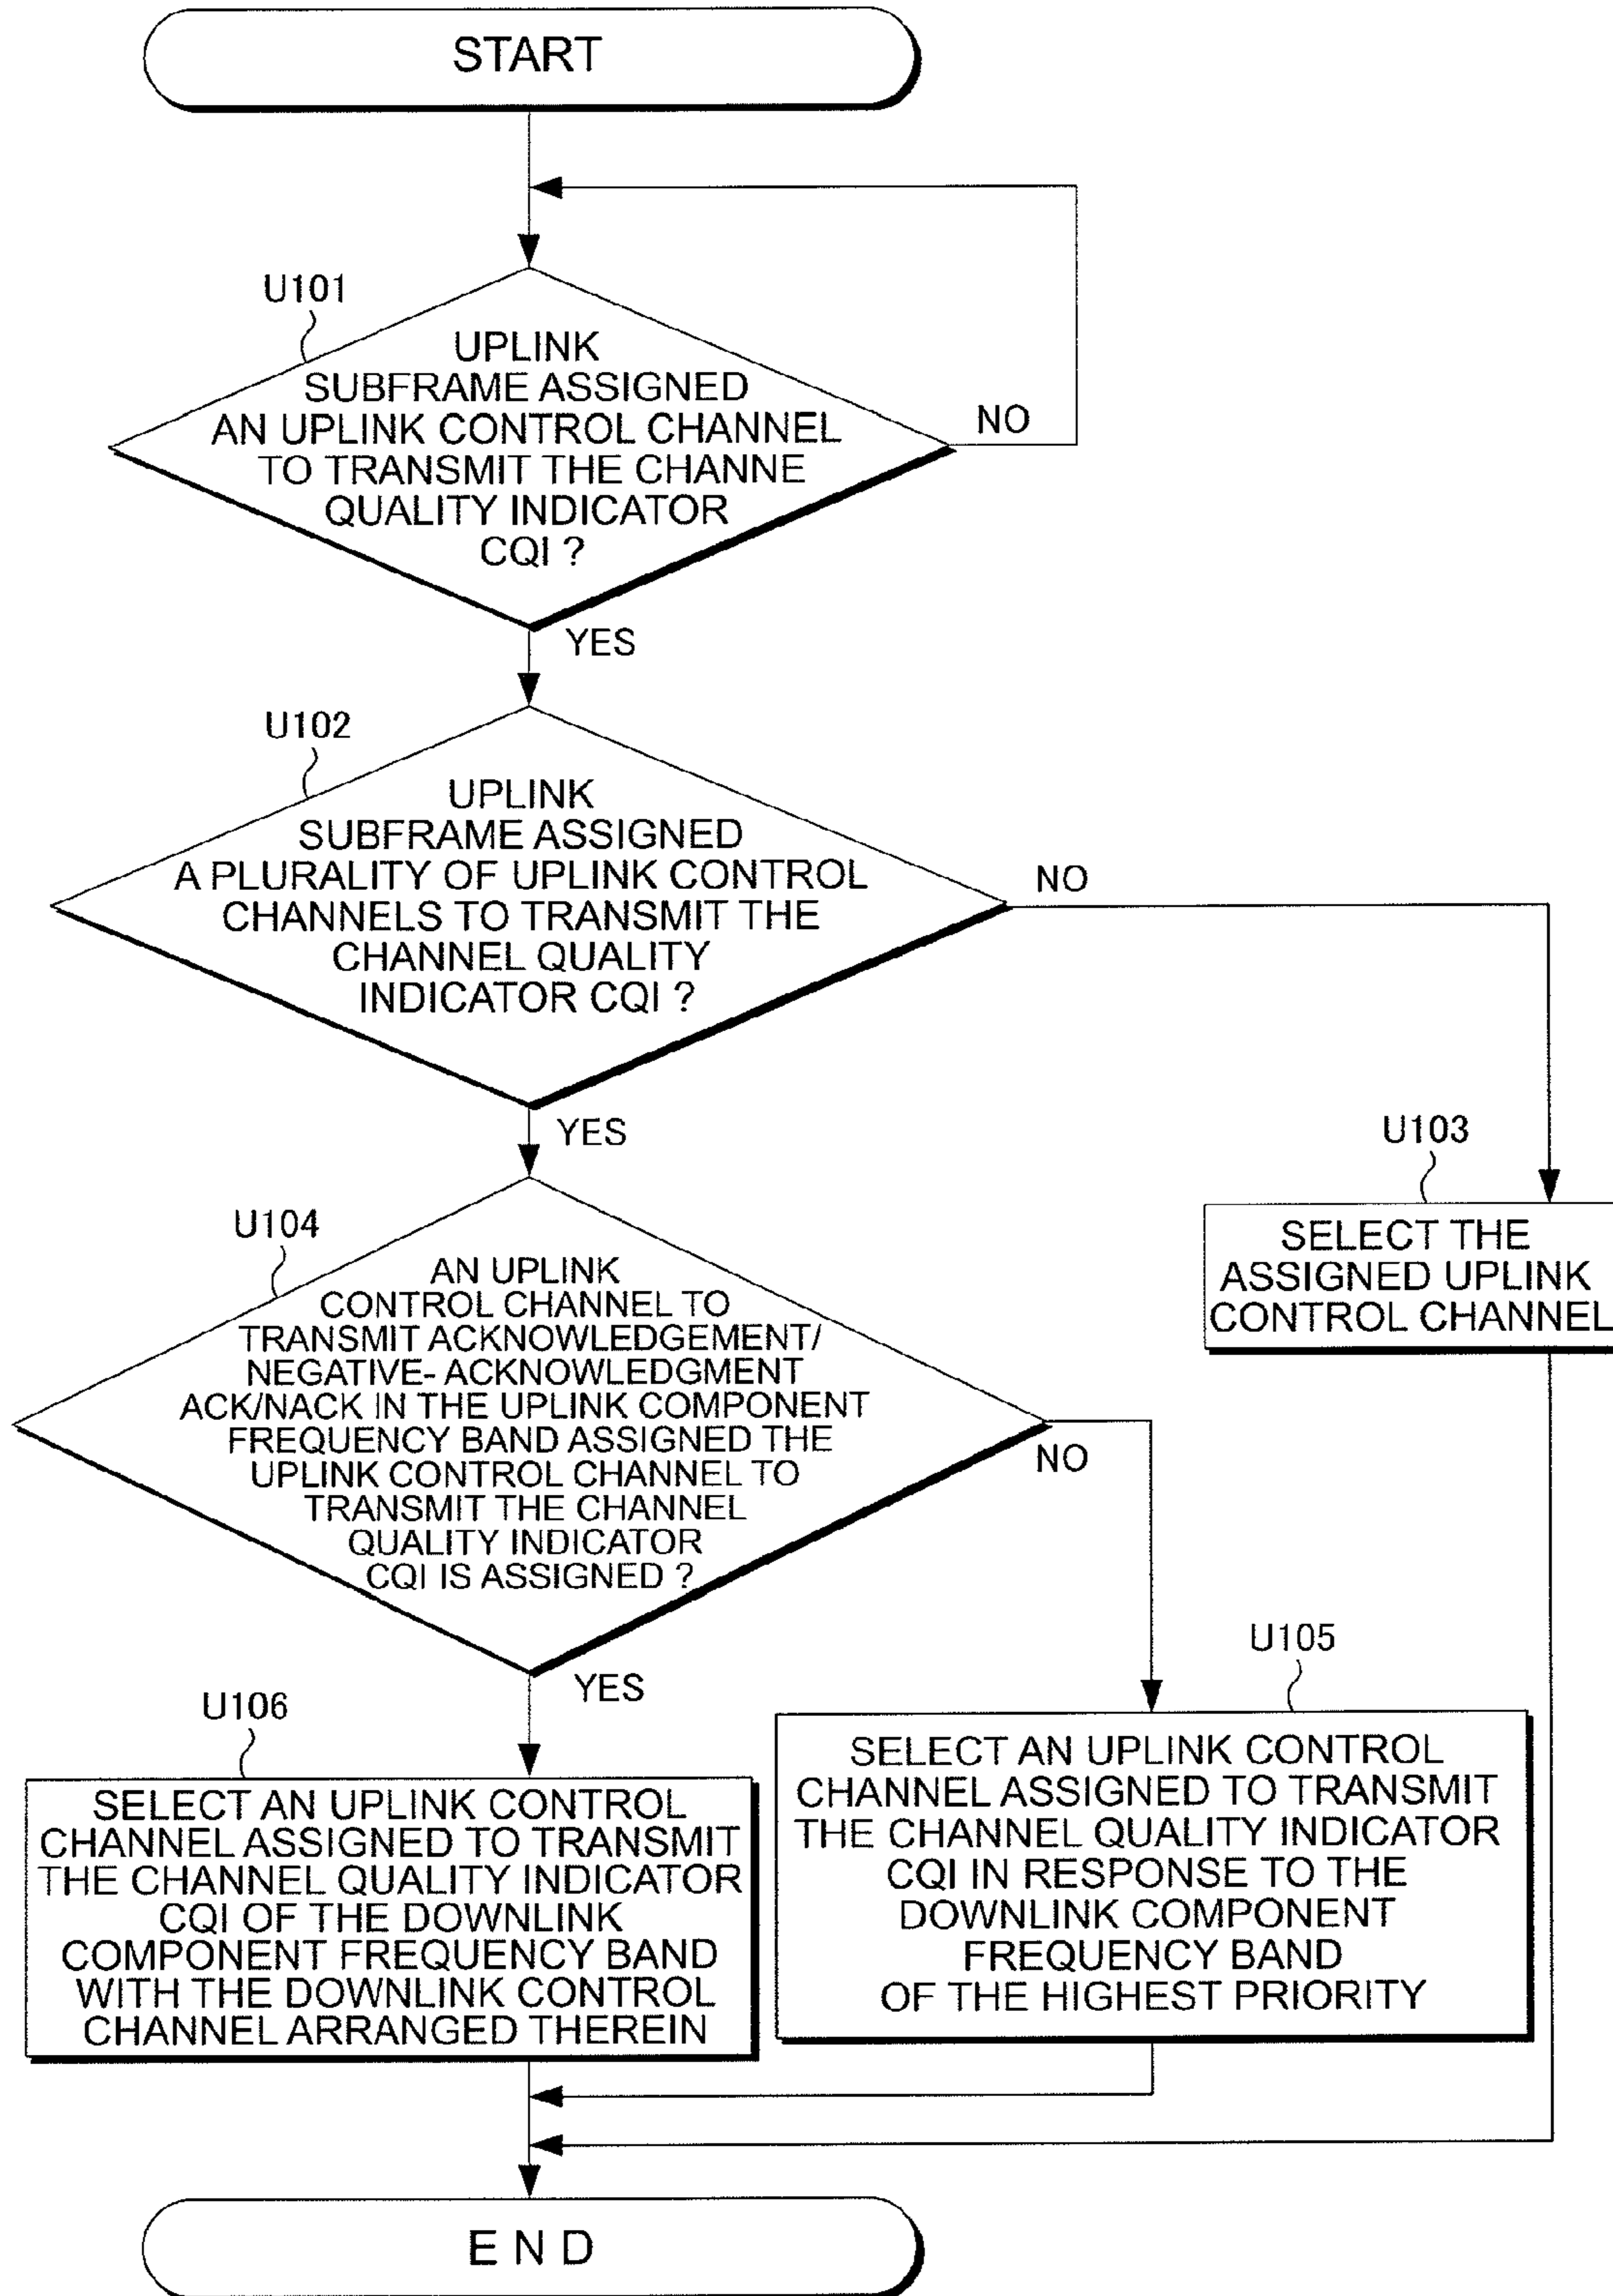 START
U101
UPLINK
SUBFRAME ASSIGNED
AN UPLINK CONTROL CHANNEL
TO TRANSMIT THE CHANNE
QUALITY INDICATOR
CQI ?
NO
YES
U102
UPLINK
SUBFRAME ASSIGNED
A PLURALITY OF UPLINK CONTROL
CHANNELS TO TRANSMIT THE
CHANNEL QUALITY
INDICATOR CQI ?
NO
YES
U103
SELECT THE
ASSIGNED UPLINK
CONTROL CHANNEL
U104
AN UPLINK
CONTROL CHANNEL TO
TRANSMIT ACKNOWLEDGEMENT/
NEGATIVE- ACKNOWLEDGMENT
ACK/NACK IN THE UPLINK COMPONENT
FREQUENCY BAND ASSIGNED THE
UPLINK CONTROL CHANNEL TO
TRANSMIT THE CHANNEL
QUALITY INDICATOR
CQI IS ASSIGNED ?
NO
YES
U105
SELECT AN UPLINK CONTROL
CHANNEL ASSIGNED TO TRANSMIT
THE CHANNEL QUALITY INDICATOR
CQI IN RESPONSE TO THE
DOWNLINK COMPONENT
FREQUENCY BAND
OF THE HIGHEST PRIORITY
U106
SELECT AN UPLINK CONTROL
CHANNEL ASSIGNED TO TRANSMIT
THE CHANNEL QUALITY INDICATOR
CQI OF THE DOWNLINK
COMPONENT FREQUENCY BAND
WITH THE DOWNLINK CONTROL
CHANNEL ARRANGED THEREIN
E N D